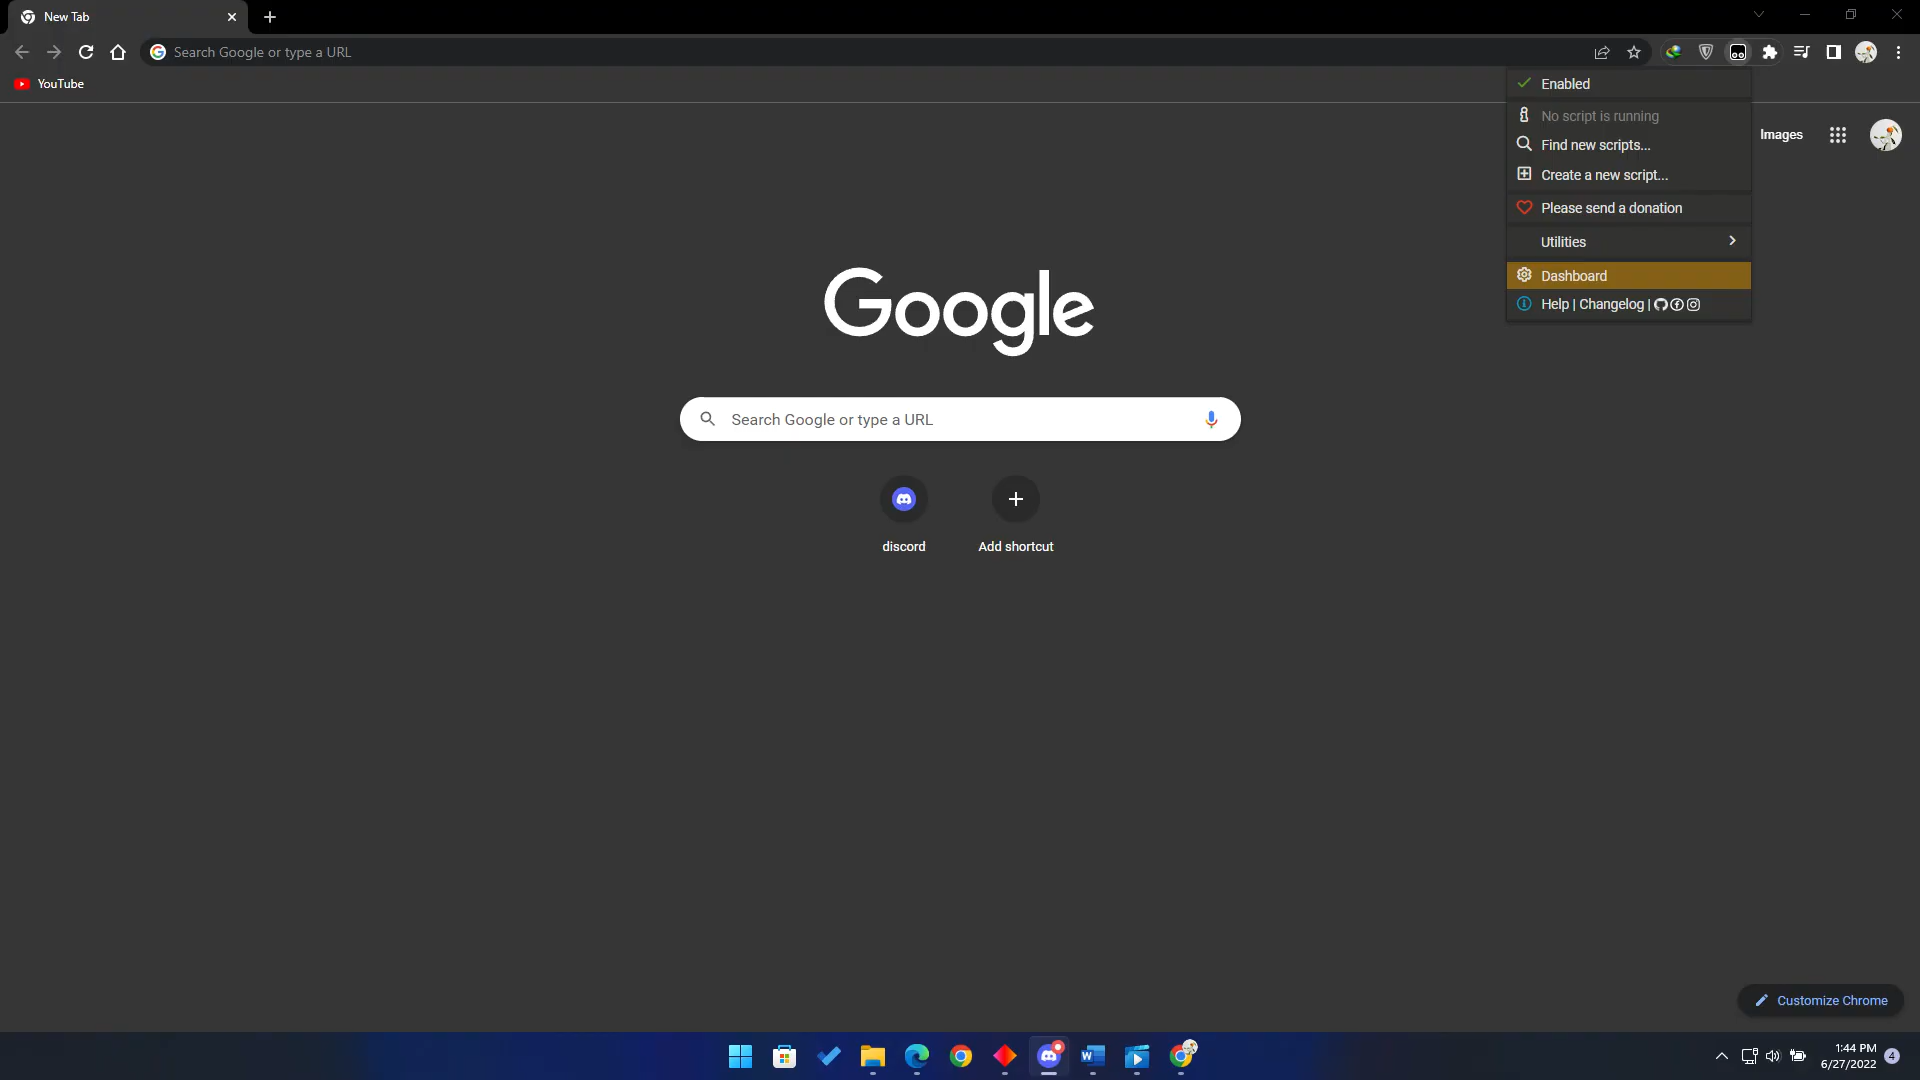 New Tab
Search Google or type a URL
YouTube
Enabled
No script is running
Find new scripts...
Create a new script...
Please send a donation
Utilities
Dashboard
Help | Changelog |
Images
Google
Search Google or type a URL
discord
Add shortcut
Customize Chrome
1:44 PM
6/27/2022
4